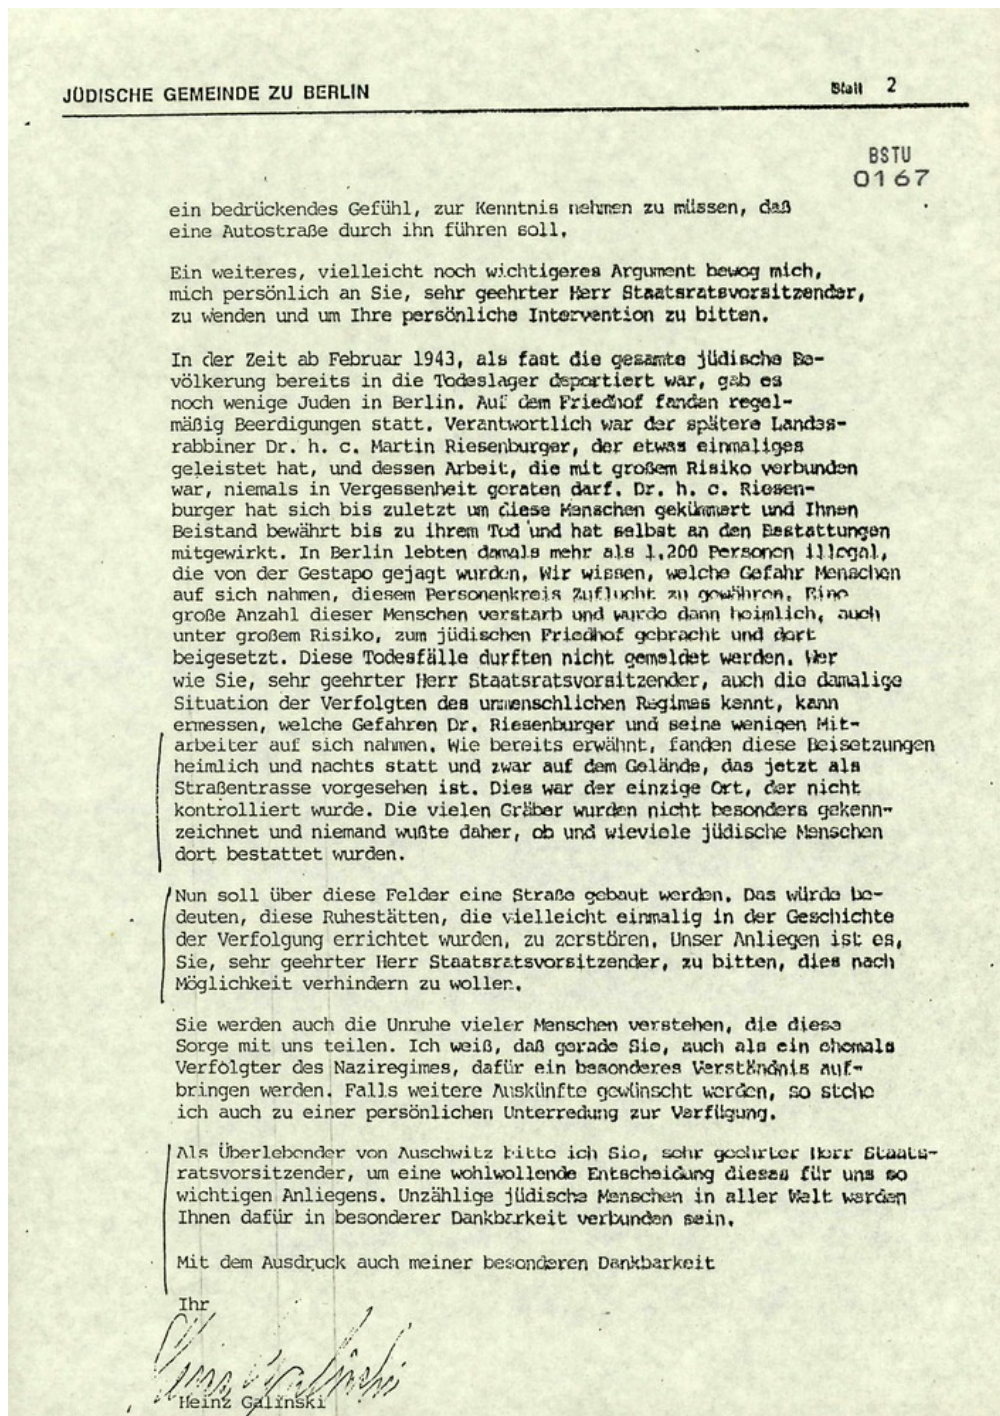 JÜDISCHE GEMEINDE ZU BERLIN
Blatt 2
BSTU
0167
ein bedrückendes Gefühl, zur Kenntnis nehmen zu müssen, daß
eine Autostraße durch ihn führen soll.
Ein weiteres, vielleicht noch wichtigeres Argument bewog mich,
mich persönlich an Sie, sehr geehrter Herr Staatsratsvorsitzender,
zu wenden und um Ihre persönliche Intervention zu bitten.
In der Zeit ab Februar 1943, als fast die gesamte jüdische Be-
völkerung bereits in die Todeslager deportiert war, gab es
noch wenige Juden in Berlin. Auf dem Friedhof fanden regel-
mäßig Beerdigungen statt. Verantwortlich war der spätere Landes-
rabbiner Dr. h. c. Martin Riesenburger, der etwas einmaliges
geleistet hat, und dessen Arbeit, die mit großem Risiko verbunden
war, niemals in Vergessenheit geraten darf. Dr. h. c. Riesen-
burger hat sich bis zuletzt um diese Menschen gekümmert und Ihnen
Beistand bewährt bis zu ihrem Tod und hat selbst an den Bestattungen
mitgewirkt. In Berlin lebten damals mehr als 1.200 Personen illegal,
die von der Gestapo gejagt wurden. Wir wissen, welche Gefahr Menschen
auf sich nahmen, diesem Personenkreis Zuflucht zu gewähren. Eine
große Anzahl dieser Menschen verstarb und wurde dann heimlich, auch
unter großem Risiko, zum jüdischen Friedhof gebracht und dort
beigesetzt. Diese Todesfälle durften nicht gemeldet werden. Wer
wie Sie, sehr geehrter Herr Staatsratsvorsitzender, auch die damalige
Situation der Verfolgten des unmenschlichen Regimes kennt, kann
ermessen, welche Gefahren Dr. Riesenburger und seine wenigen Mit-
arbeiter auf sich nahmen. Wie bereits erwähnt, fanden diese Beisetzungen
heimlich und nachts statt und zwar auf dem Gelände, das jetzt als
Straßentrasse vorgesehen ist. Dies war der einzige Ort, der nicht
kontrolliert wurde. Die vielen Gräber wurden nicht besonders gekenn-
zeichnet und niemand wußte daher, ob und wieviele jüdische Menschen
dort bestattet wurden.
Nun soll über diese Felder eine Straße gebaut werden. Das würde be-
deuten, diese Ruhestätten, die vielleicht einmalig in der Geschichte
der Verfolgung errichtet wurden, zu zerstören. Unser Anliegen ist es,
Sie, sehr geehrter Herr Staatsratsvorsitzender, zu bitten, dies nach
Möglichkeit verhindern zu wollen.
Sie werden auch die Unruhe vieler Menschen verstehen, die diese
Sorge mit uns teilen. Ich weiß, daß gerade Sie, auch als ein ehemals
Verfolgter des Naziregimes, dafür ein besonderes Verständnis auf-
bringen werden. Falls weitere Auskünfte gewünscht werden, so stehe
ich auch zu einer persönlichen Unterredung zur Verfügung.
Als Überlebender von Auschwitz bitte ich Sie, sehr geehrter Herr Staats-
ratsvorsitzender, um eine wohlwollende Entscheidung dieses für uns so
wichtigen Anliegens. Unzählige jüdische Menschen in aller Welt werden
Ihnen dafür in besonderer Dankbarkeit verbunden sein.
Mit dem Ausdruck auch meiner besonderen Dankbarkeit
Ihr
Heinz Galinski
Heinz Galinski